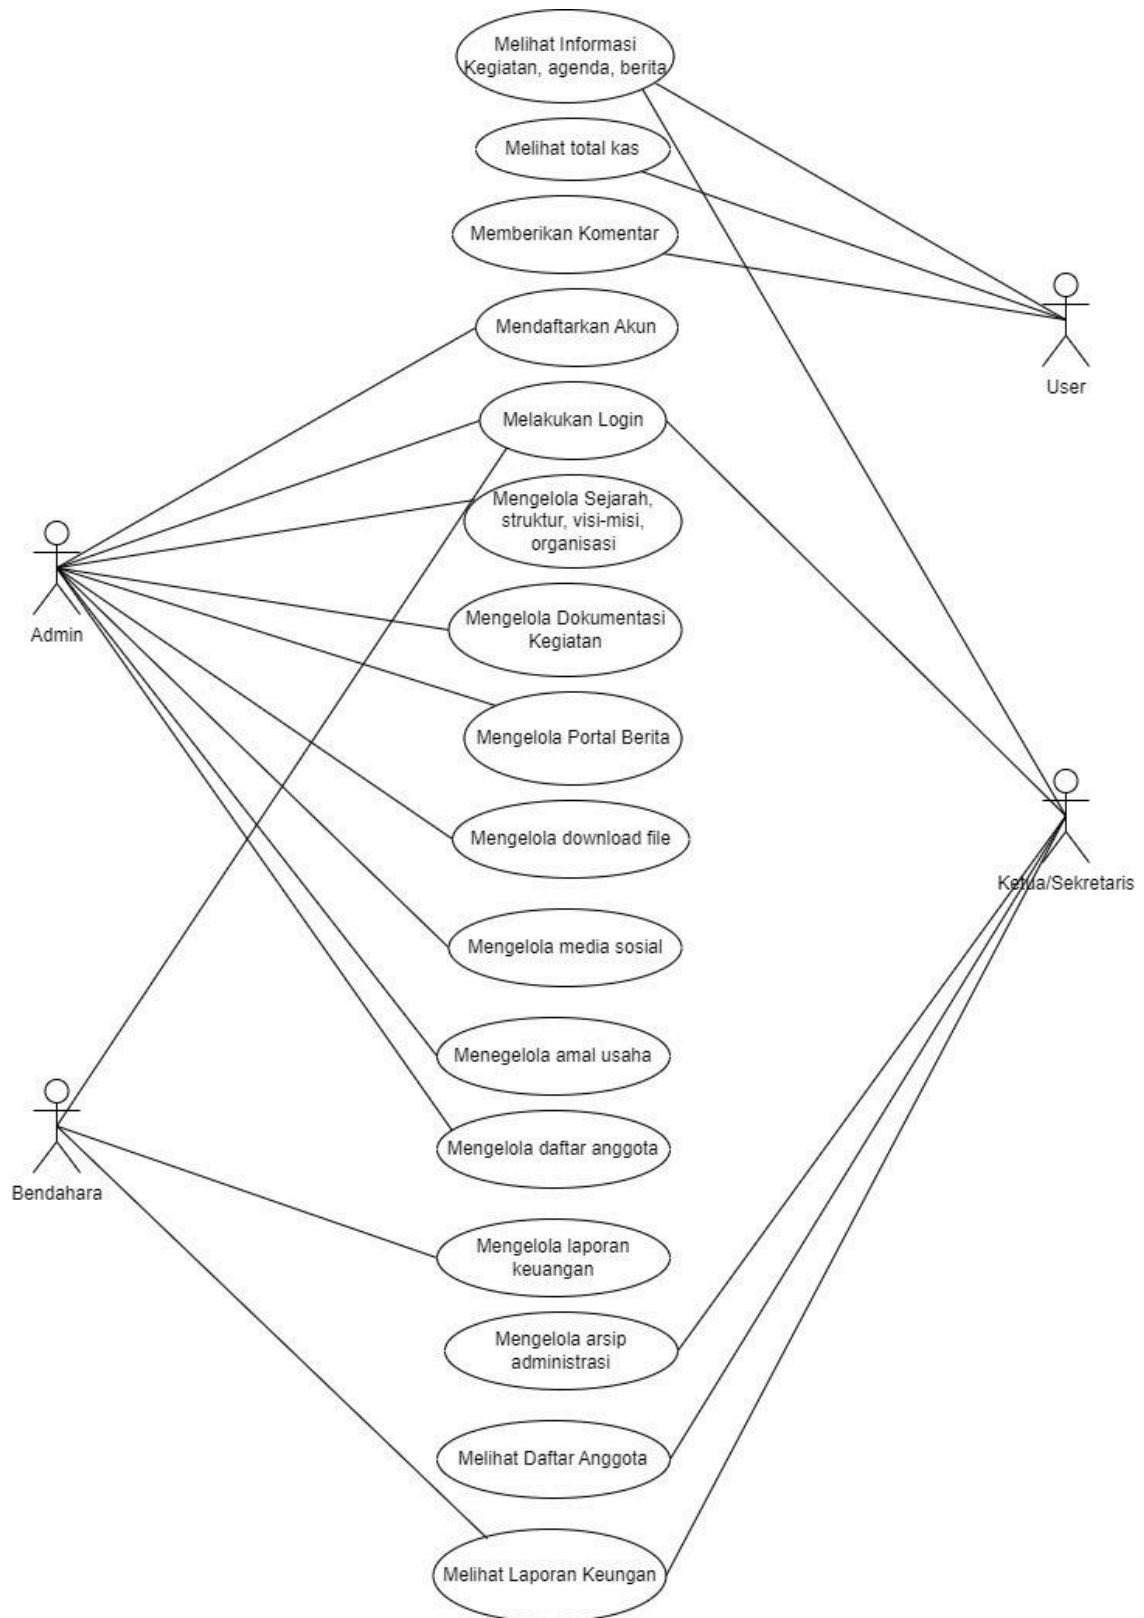 Melihat Informasi
Kegiatan, agenda, berita
Melihat total kas
Memberikan Komentar
Mendaftarkan Akun
User
Melakukan Login
Mengelola Sejarah,
struktur, visi-misi,
organisasi
Admin
Mengelola Dokumentasi
Kegiatan
Mengelola Portal Berita
Mengelola download file
Ketua/Sekretaris
Mengelola media sosial
Menegelola amal usaha
Mengelola daftar anggota
Bendahara
Mengelola laporan
keuangan
Mengelola arsip
administrasi
Melihat Daftar Anggota
Melihat Laporan Keungan